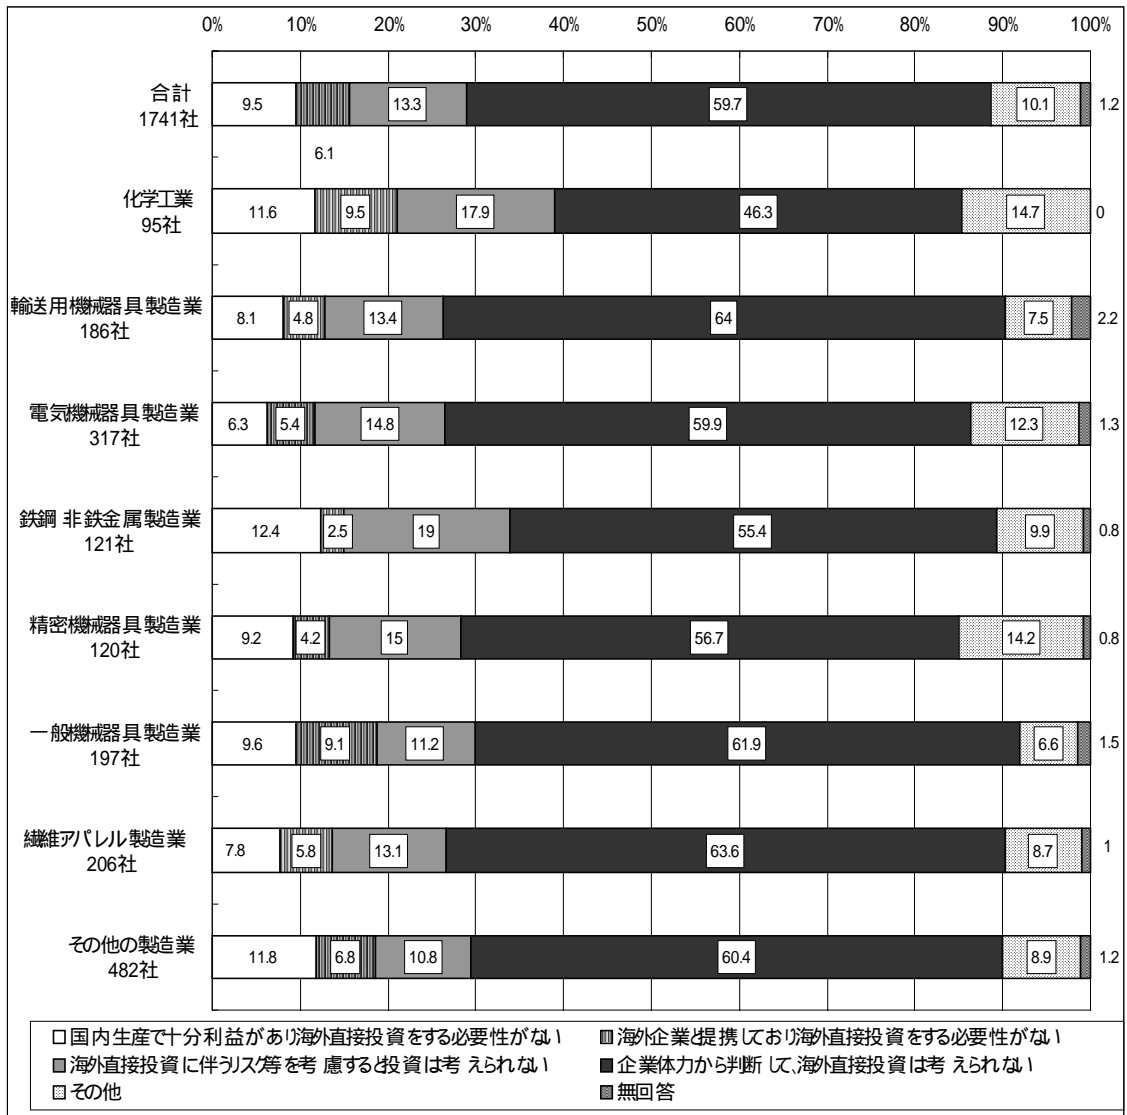 0% 10% 20% 30% 40% 50% 60% 70% 80% 90% 100%
合計
1741社
9.5 13.3 59.7 10.1 1.2
6.1
化学工業
95社
11.6 9.5 17.9 46.3 14.7 0
輸送用機械器具製造業
186社
8.1 4.8 13.4 64 7.5 2.2
電気機械器具製造業
317社
6.3 5.4 14.8 59.9 12.3 1.3
鉄鋼 非鉄金属製造業
121社
12.4 2.5 19 55.4 9.9 0.8
精密機械器具製造業
120社
9.2 4.2 15 56.7 14.2 0.8
一般機械器具製造業
197社
9.6 9.1 11.2 61.9 6.6 1.5
繊維アパレル製造業
206社
7.8 5.8 13.1 63.6 8.7 1
その他の製造業
482社
11.8 6.8 10.8 60.4 8.9 1.2
国内生産で十分利益があり海外直接投資をする必要性がない 海外企業と提携しており海外直接投資をする必要性がない
海外直接投資に伴うリスク等を考慮すると投資は考えられない 企業体力から判断して、海外直接投資は考えられない
その他 無回答